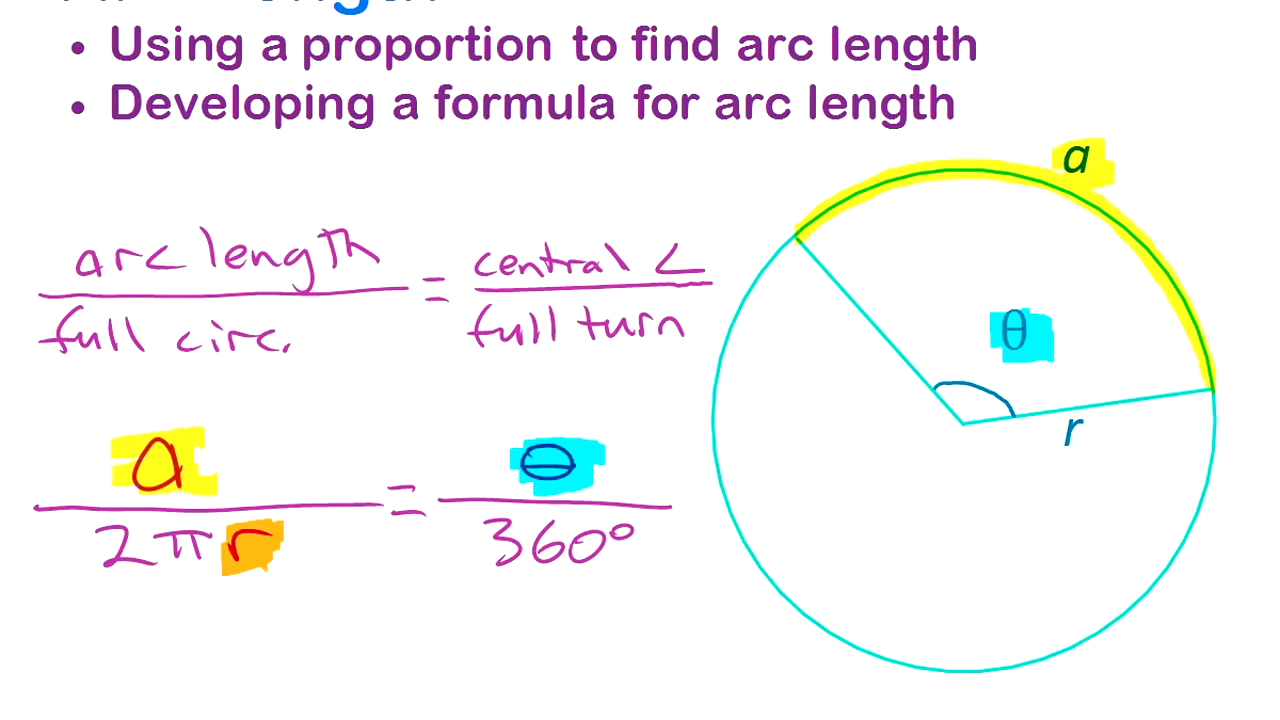 • Using a proportion to find arc length
• Developing a formula for arc length
a
arc length / full circ. = central < / full turn
θ
r
a / 2πr = θ / 360°